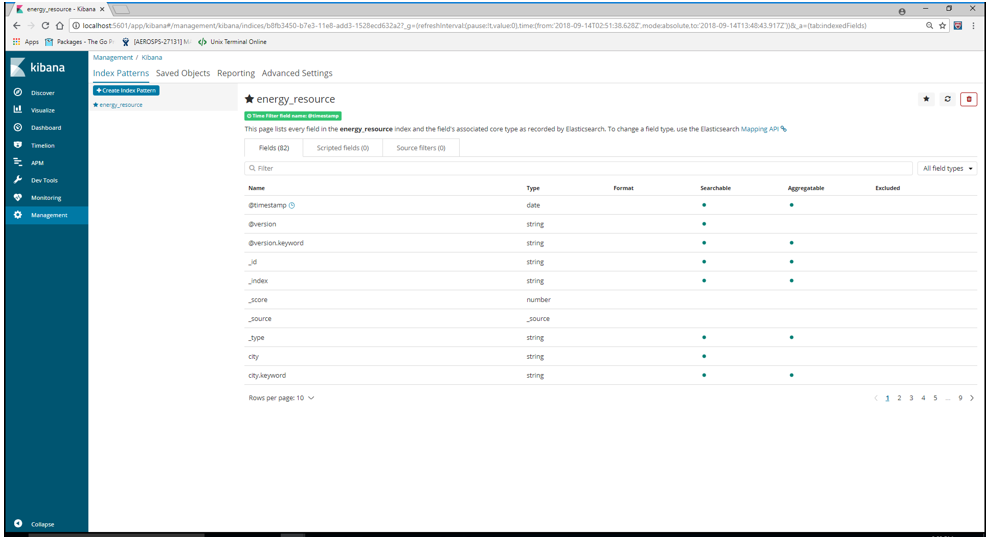 energy_resource - Kiba
localhost:5601/app/kibana#/management/kibana/indices/b8fb3450-b7e3-11e8-add3-1528ecd632a2?_g=(refreshInterval:(pause:!t,value:0),time:(from:'2018-09-14T02:51:38.628Z',mode:absolute,to:'2018-09-14T13:48:43.917Z'))&_a=(tab:indexedFields)
Apps Packages - The Go P [AEROSPS-27131] M Unix Terminal Online
kibana
Discover
Visualize
Dashboard
Timelion
APM
Dev Tools
Monitoring
Management
Collapse
Management / Kibana
Index Patterns Saved Objects Reporting Advanced Settings
Create Index Pattern
energy_resource
energy_resource
Time Filter field name: @timestamp
This page lists every field in the energy_resource index and the field's associated core type as recorded by Elasticsearch. To change a field type, use the Elasticsearch Mapping API
Fields (82) Scripted fields (0) Source filters (0)
Filter All field types
Name Type Format Searchable Aggregatable Excluded
@timestamp date
@version string
@version.keyword string
_id string
_index string
_score number
_source _source
_type string
city string
city.keyword string
Rows per page: 10 1 2 3 4 5 ... 9